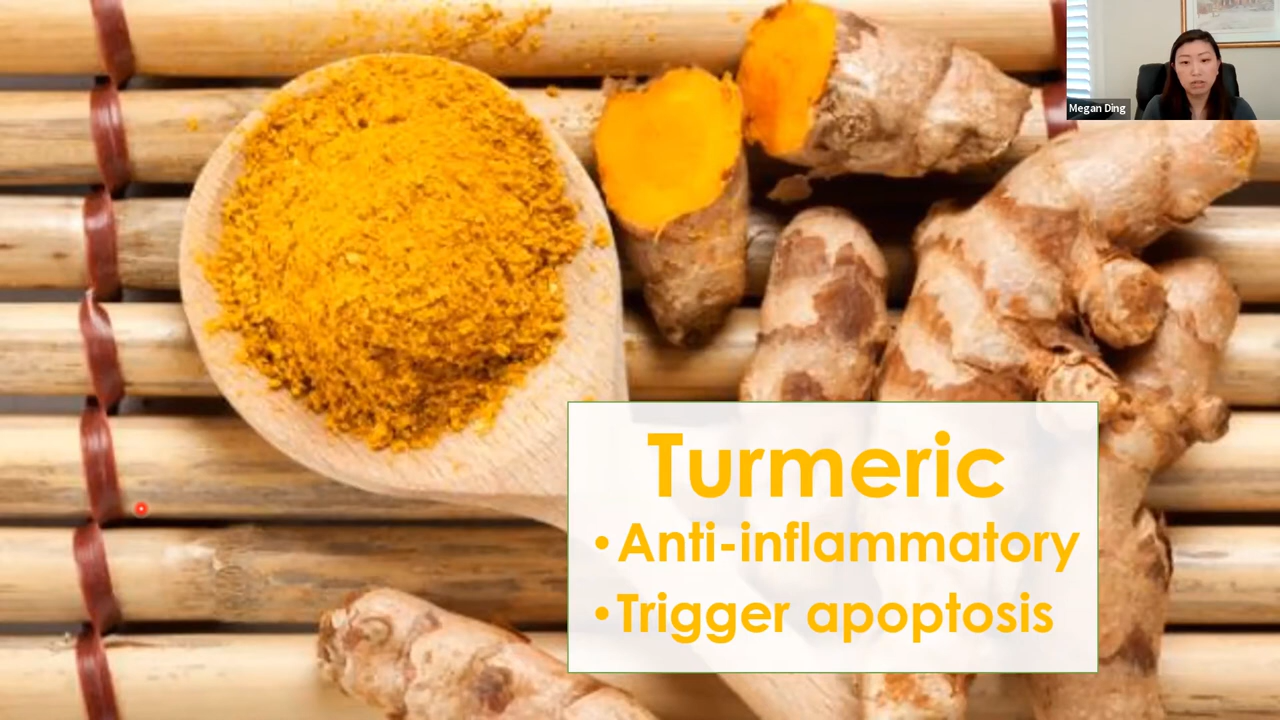 Megan Ding
Turmeric
•Anti-inflammatory
•Trigger apoptosis